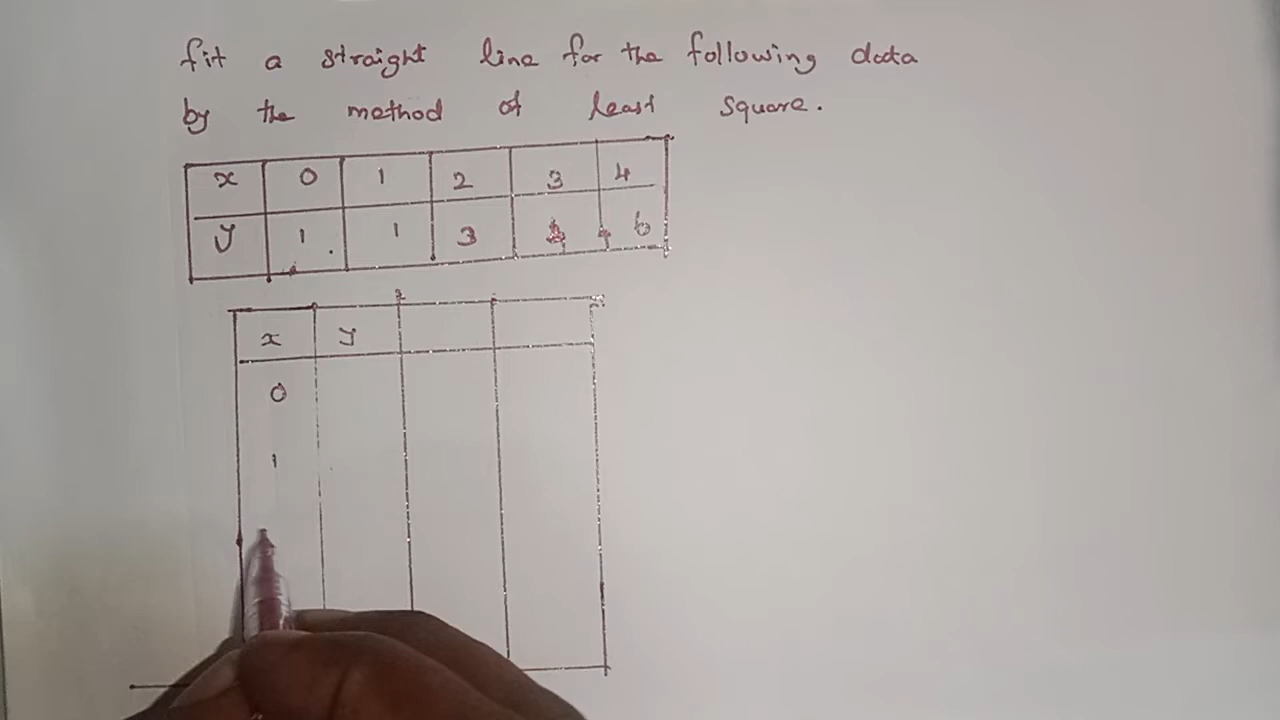 fit a straight line for the following data
by the method of least square.
x 0 1 2 3 4
y 1 1 3 4 6
x y
0
1